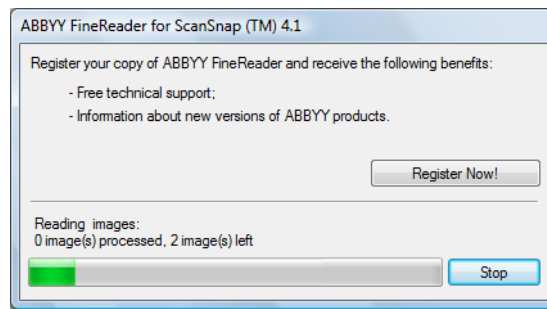 ABBYY FineReader for ScanSnap (TM) 4.1
Register your copy of ABBYY FineReader and receive the following benefits:
- Free technical support;
- Information about new versions of ABBYY products.
Register Now!
Reading images:
0 image(s) processed, 2 image(s) left
Stop